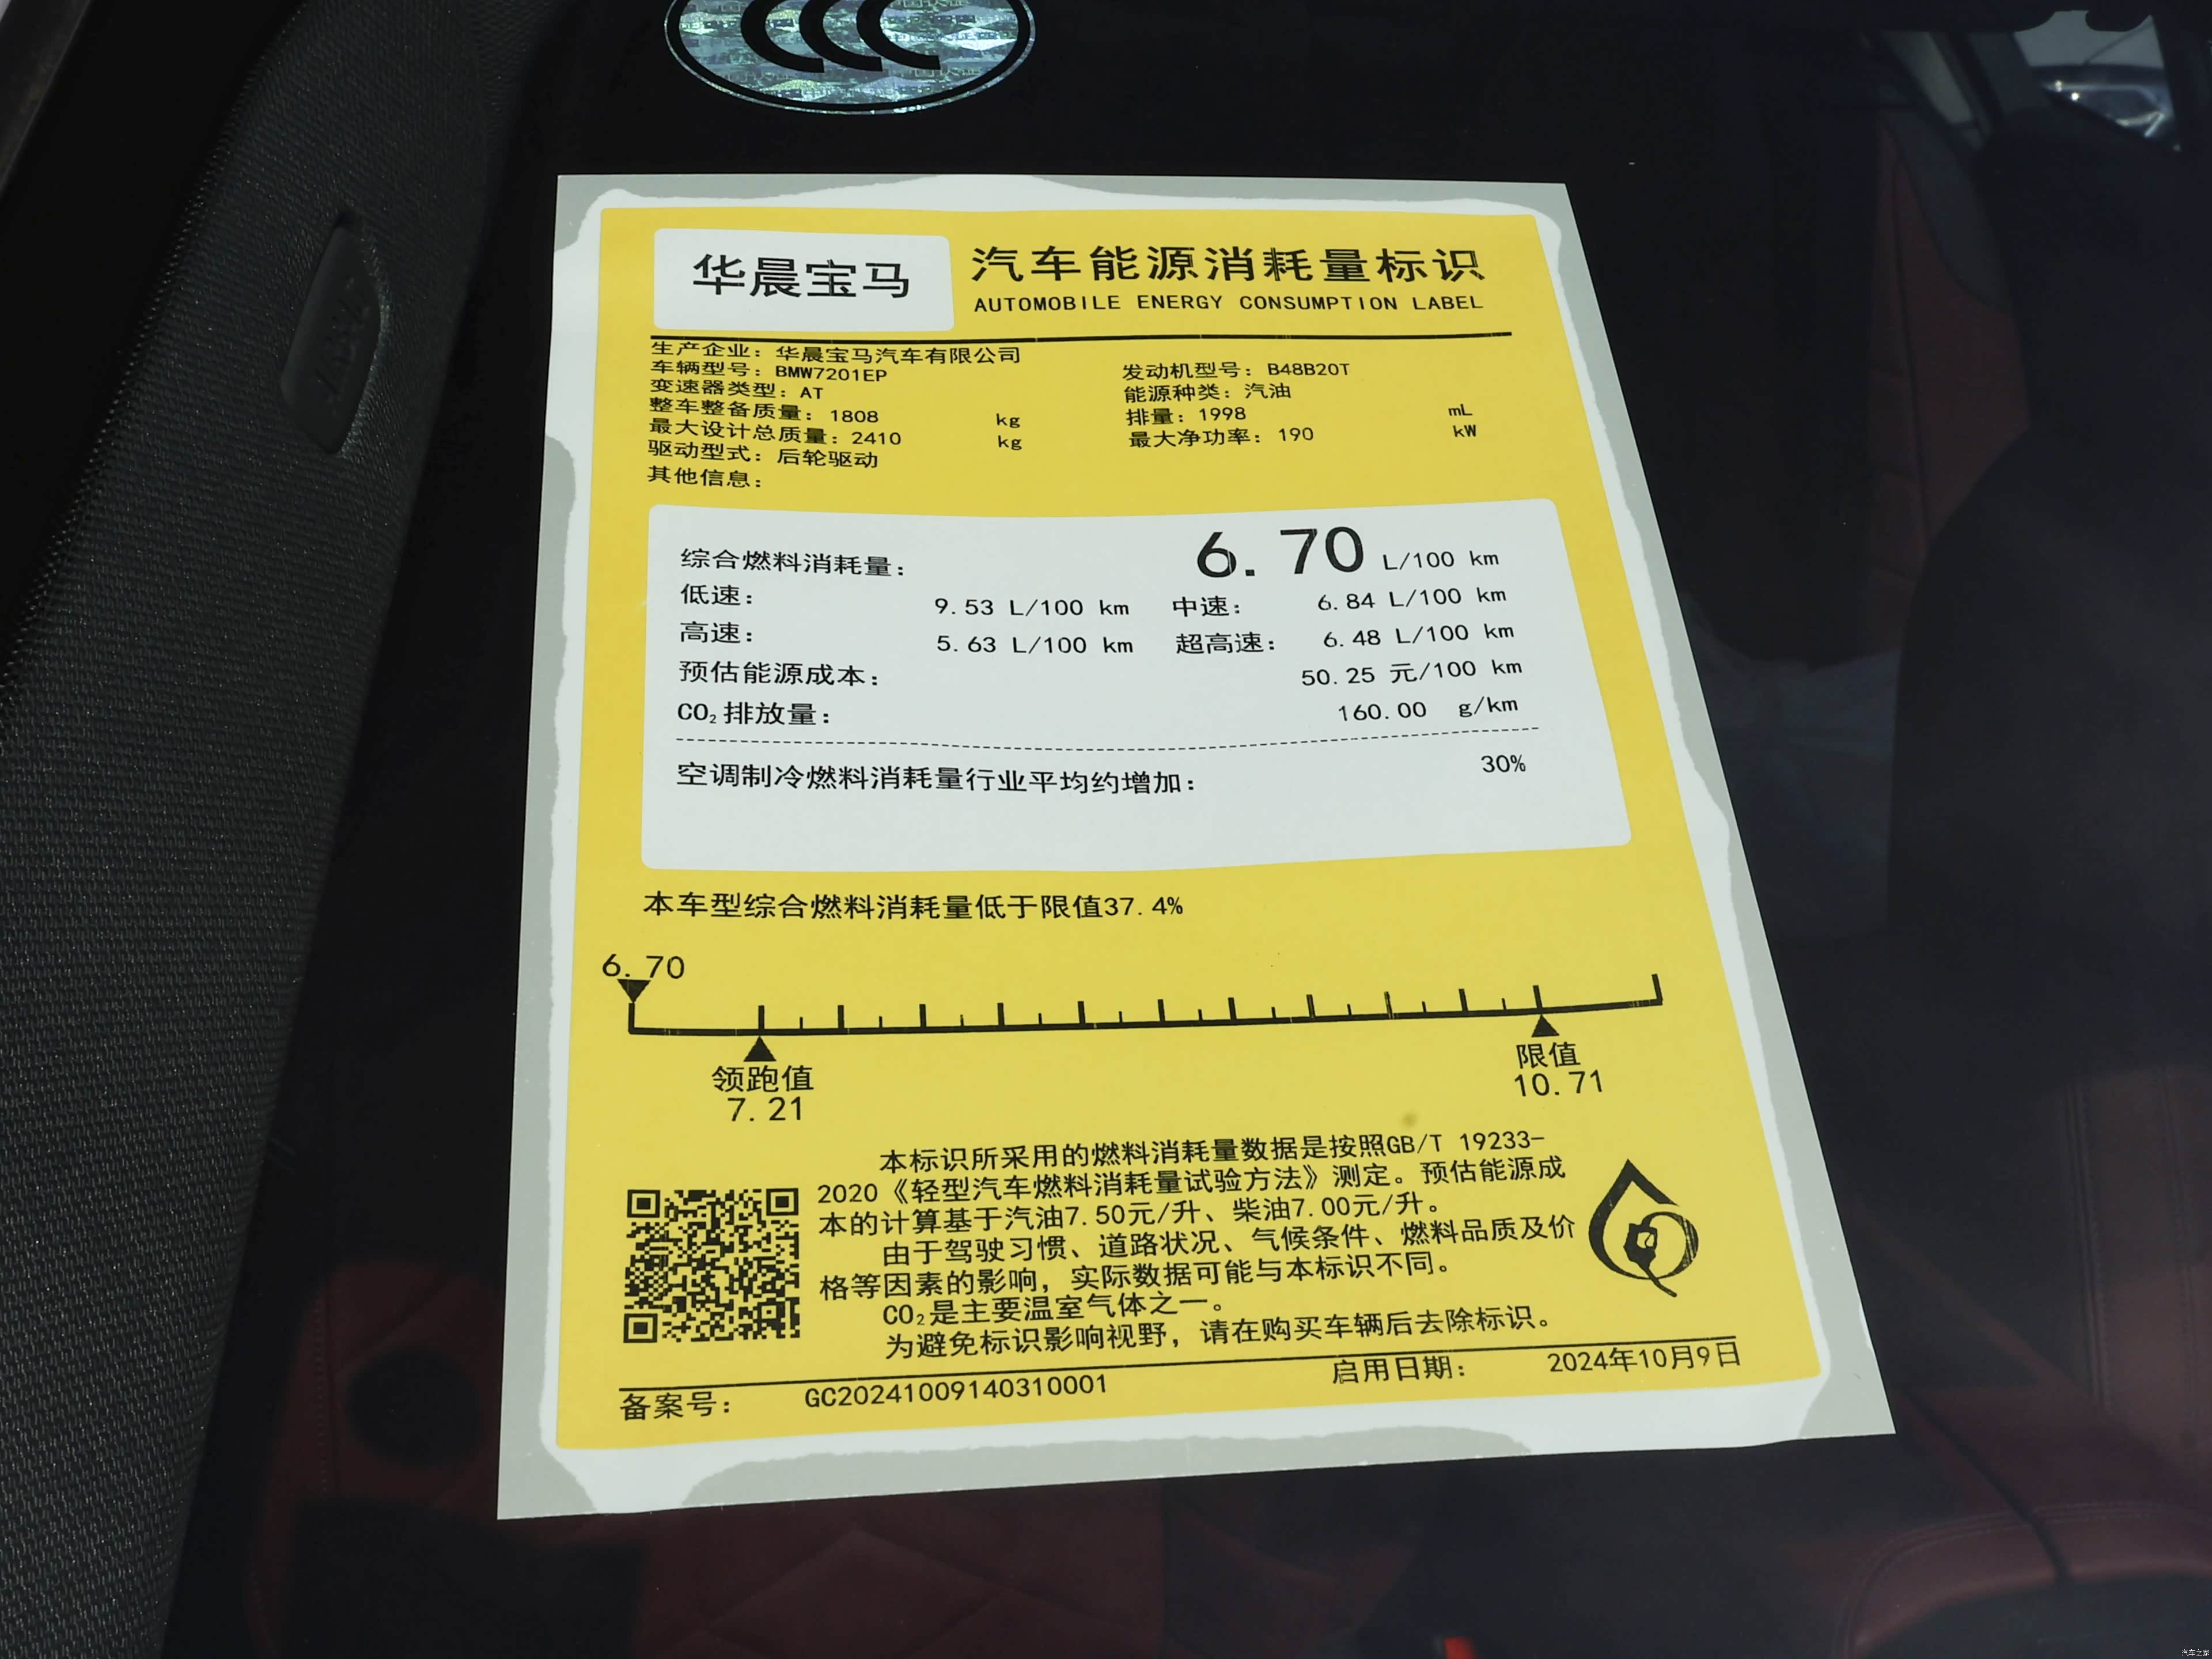 CCC
华晨宝马
汽车能源消耗量标识
AUTOMOBILE ENERGY CONSUMPTION LABEL
生产企业：华晨宝马汽车有限公司
车辆型号：BMW7201EP 发动机型号：B48B20T
变速器类型：AT 能源种类：汽油
整车整备质量：1808 kg 排量：1998 mL
最大设计总质量：2410 kg 最大净功率：190 kW
驱动型式：后轮驱动
其他信息：
综合燃料消耗量： 6.70 L/100 km
低速： 9.53 L/100 km 中速： 6.84 L/100 km
高速： 5.63 L/100 km 超高速： 6.48 L/100 km
预估能源成本： 50.25 元/100 km
CO₂排放量： 160.00 g/km
空调制冷燃料消耗量行业平均约增加： 30%
本车型综合燃料消耗量低于限值37.4%
6.70
领跑值 限值
7.21 10.71
本标识所采用的燃料消耗量数据是按照GB/T 19233-
2020《轻型汽车燃料消耗量试验方法》测定。预估能源成
本的计算基于汽油7.50元/升、柴油7.00元/升。
由于驾驶习惯、道路状况、气候条件、燃料品质及价
格等因素的影响，实际数据可能与本标识不同。
CO₂是主要温室气体之一。
为避免标识影响视野，请在购买车辆后去除标识。
备案号： GC20241009140310001 启用日期： 2024年10月9日
汽车之家